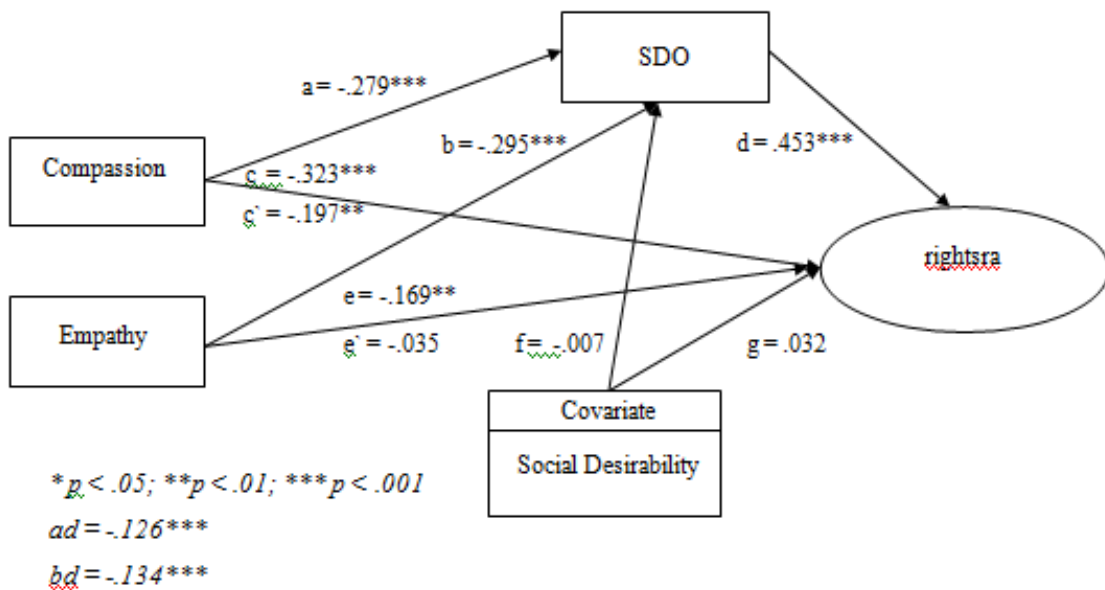 SDO
a = -.279***
b = -.295***
d = .453***
Compassion
c = -.323***
c` = -.197**
rightsra
Empathy
e = -.169**
e` = -.035
f = -.007
g = .032
Covariate
Social Desirability
*p < .05; **p < .01; ***p < .001
ad = -.126***
bd = -.134***